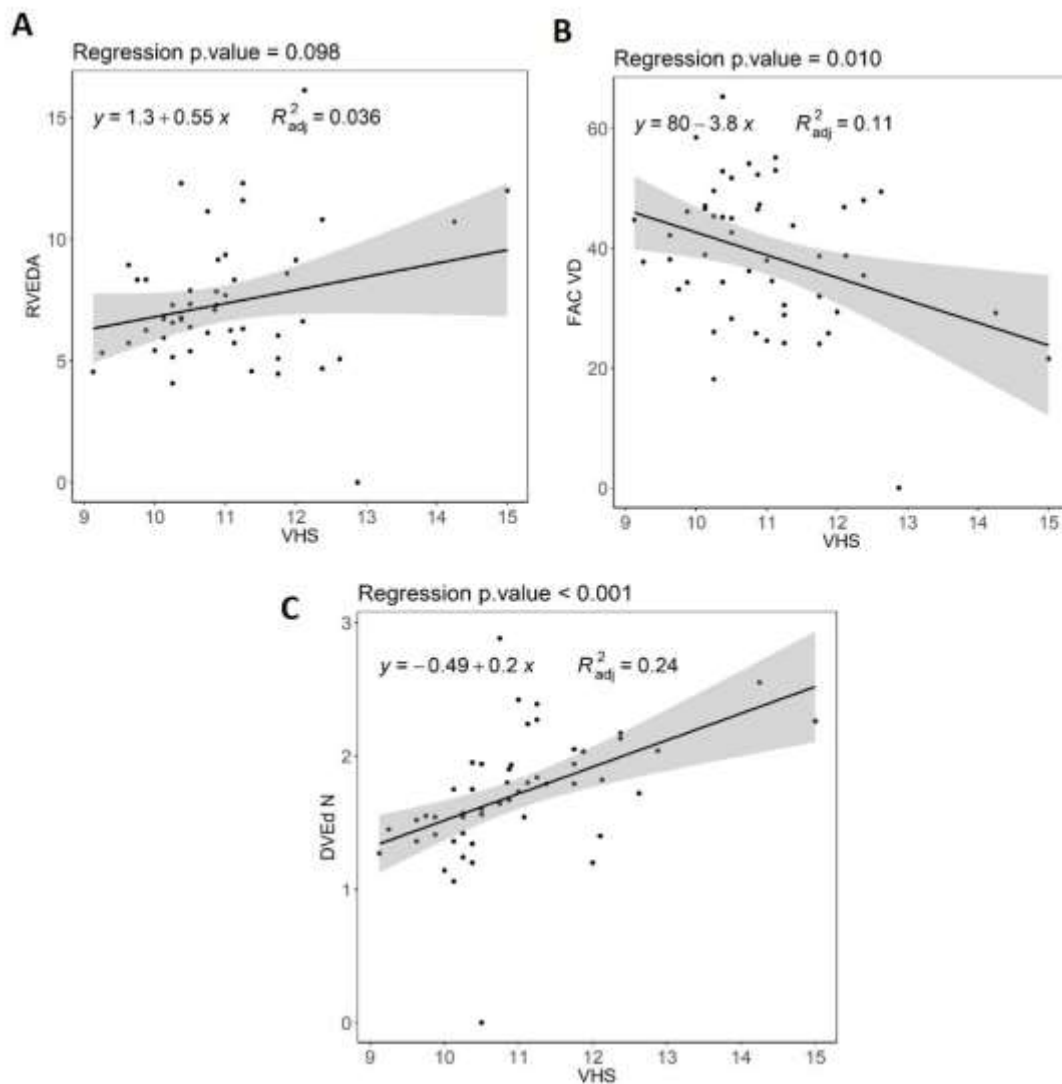 A
Regression p.value = 0.098
y = 1.3 + 0.55 x R²adj = 0.036
15
10
5
0
RVEDA
9 10 11 12 13 14 15
VHS
B
Regression p.value = 0.010
y = 80 − 3.8 x R²adj = 0.11
60
40
20
0
FAC VD
9 10 11 12 13 14 15
VHS
C
Regression p.value < 0.001
y = −0.49 + 0.2 x R²adj = 0.24
3
2
1
0
DVEd N
9 10 11 12 13 14 15
VHS